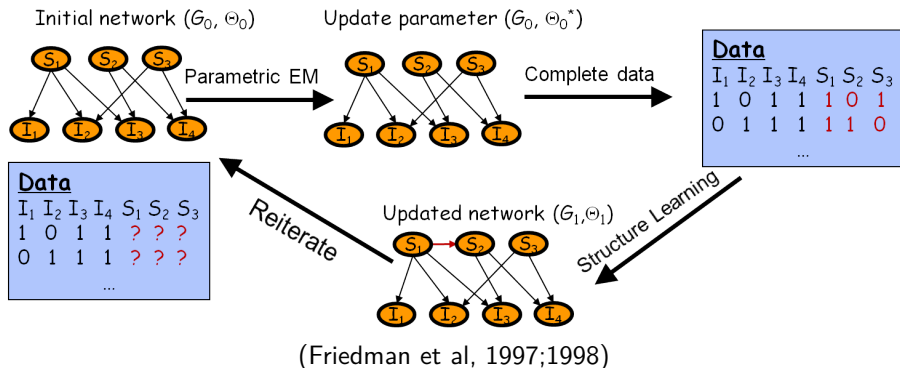 Initial network (G₀, Θ₀)
S₁ S₂ S₃
I₁ I₂ I₃ I₄
Parametric EM
Update parameter (G₀, Θ₀*)
S₁ S₂ S₃
I₁ I₂ I₃ I₄
Complete data
Data
I₁ I₂ I₃ I₄ S₁ S₂ S₃
1 0 1 1 1 0 1
0 1 1 1 1 1 0
...
Structure Learning
Updated network (G₁,Θ₁)
S₁ S₂ S₃
I₁ I₂ I₃ I₄
Reiterate
Data
I₁ I₂ I₃ I₄ S₁ S₂ S₃
1 0 1 1 ? ? ?
0 1 1 1 ? ? ?
...
(Friedman et al, 1997;1998)